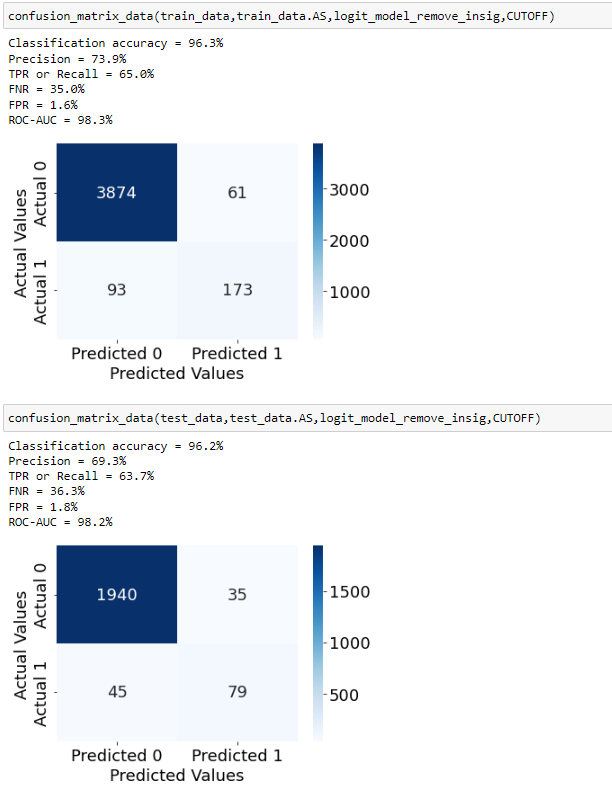 confusion_matrix_data(train_data,train_data.AS,logit_model_remove_insig,CUTOFF)
Classification accuracy = 96.3%
Precision = 73.9%
TPR or Recall = 65.0%
FNR = 35.0%
FPR = 1.6%
ROC-AUC = 98.3%
Actual Values
Actual 0
Actual 1
3874 61
93 173
3000
2000
1000
Predicted 0 Predicted 1
Predicted Values
confusion_matrix_data(test_data,test_data.AS,logit_model_remove_insig,CUTOFF)
Classification accuracy = 96.2%
Precision = 69.3%
TPR or Recall = 63.7%
FNR = 36.3%
FPR = 1.8%
ROC-AUC = 98.2%
Actual Values
Actual 0
Actual 1
1940 35
45 79
1500
1000
500
Predicted 0 Predicted 1
Predicted Values